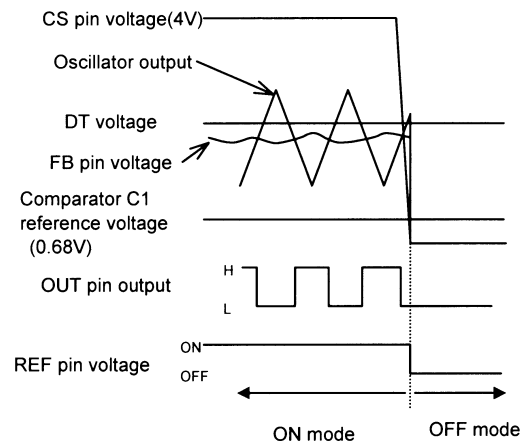 CS pin voltage(4V)
Oscillator output
DT voltage
FB pin voltage
Comparator C1
reference voltage
(0.68V)
H
OUT pin output
L
ON
REF pin voltage
OFF
ON mode
OFF mode